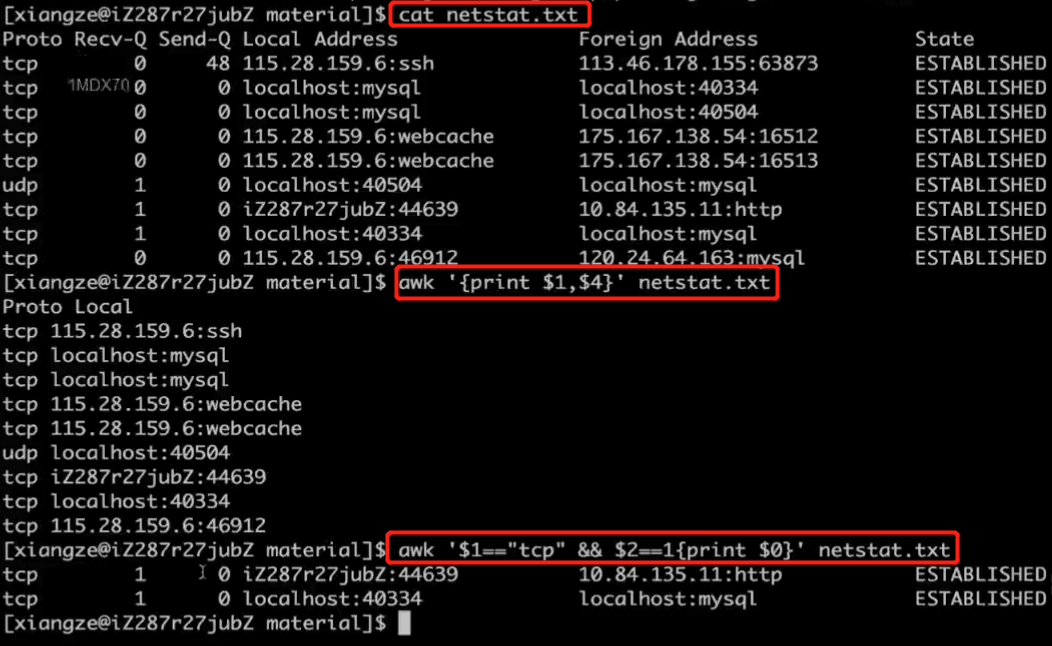 [xiangze@iZ287r27jubZ material]$ cat netstat.txt
Proto Recv-Q Send-Q Local Address Foreign Address State
tcp 0 48 115.28.159.6:ssh 113.46.178.155:63873 ESTABLISHED
tcp 1MDX70 0 0 localhost:mysql localhost:40334 ESTABLISHED
tcp 0 0 localhost:mysql localhost:40504 ESTABLISHED
tcp 0 0 115.28.159.6:webcache 175.167.138.54:16512 ESTABLISHED
tcp 0 0 115.28.159.6:webcache 175.167.138.54:16513 ESTABLISHED
udp 1 0 localhost:40504 localhost:mysql ESTABLISHED
tcp 1 0 iZ287r27jubZ:44639 10.84.135.11:http ESTABLISHED
tcp 1 0 localhost:40334 localhost:mysql ESTABLISHED
tcp 0 0 115.28.159.6:46912 120.24.64.163:mysql ESTABLISHED
[xiangze@iZ287r27jubZ material]$ awk '{print $1,$4}' netstat.txt
Proto Local
tcp 115.28.159.6:ssh
tcp localhost:mysql
tcp localhost:mysql
tcp 115.28.159.6:webcache
tcp 115.28.159.6:webcache
udp localhost:40504
tcp iZ287r27jubZ:44639
tcp localhost:40334
tcp 115.28.159.6:46912
[xiangze@iZ287r27jubZ material]$ awk '$1=="tcp" && $2==1{print $0}' netstat.txt
tcp 1 0 iZ287r27jubZ:44639 10.84.135.11:http ESTABLISHED
tcp 1 0 localhost:40334 localhost:mysql ESTABLISHED
[xiangze@iZ287r27jubZ material]$